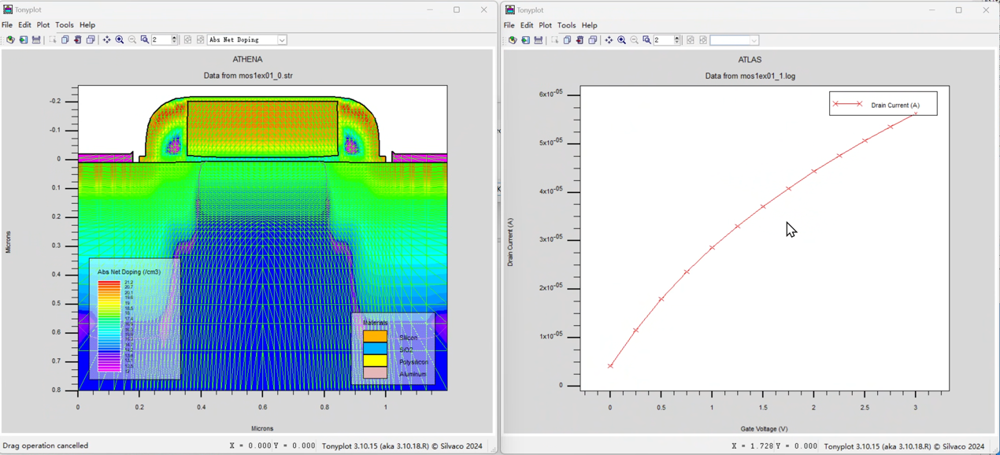 Tonyplot
File Edit Plot Tools Help
2 Abs Net Doping
ATHENA
Data from mos1ex01_0.str
-0.2
-0.1
0
0.1
0.2
0.3
0.4
0.5
0.6
0.7
0.8
Microns
Abs Net Doping (/cm3)
21.2
20.7
20.1
19.6
19
Materials
Silicon
SiO2
Polysilicon
Aluminum
0 0.2 0.4 0.6 0.8 1
Microns
Drag operation cancelled X = 0.000 Y = 0.000 Tonyplot 3.10.15 (aka 3.10.18.R) © Silvaco 2024
Tonyplot
File Edit Plot Tools Help
2
ATLAS
Data from mos1ex01_1.log
Drain Current (A)
6x10-05
5x10-05
4x10-05
3x10-05
2x10-05
1x10-05
0
Drain Current (A)
0 0.5 1 1.5 2 2.5 3
Gate Voltage (V)
X = 1.728 Y = 0.000 Tonyplot 3.10.15 (aka 3.10.18.R) © Silvaco 2024